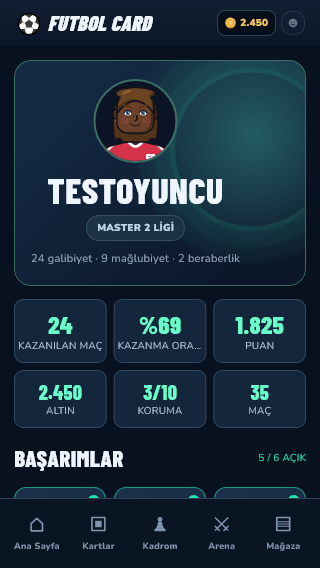 FUTBOL CARD
2.450
TESTOYUNCU
MASTER 2 LİGİ
24 galibiyet · 9 mağlubiyet · 2 beraberlik
24
KAZANILAN MAÇ
%69
KAZANMA ORA...
1.825
PUAN
2.450
ALTIN
3/10
KORUMA
35
MAÇ
BAŞARIMLAR
5 / 6 AÇIK
Ana Sayfa
Kartlar
Kadrom
Arena
Mağaza